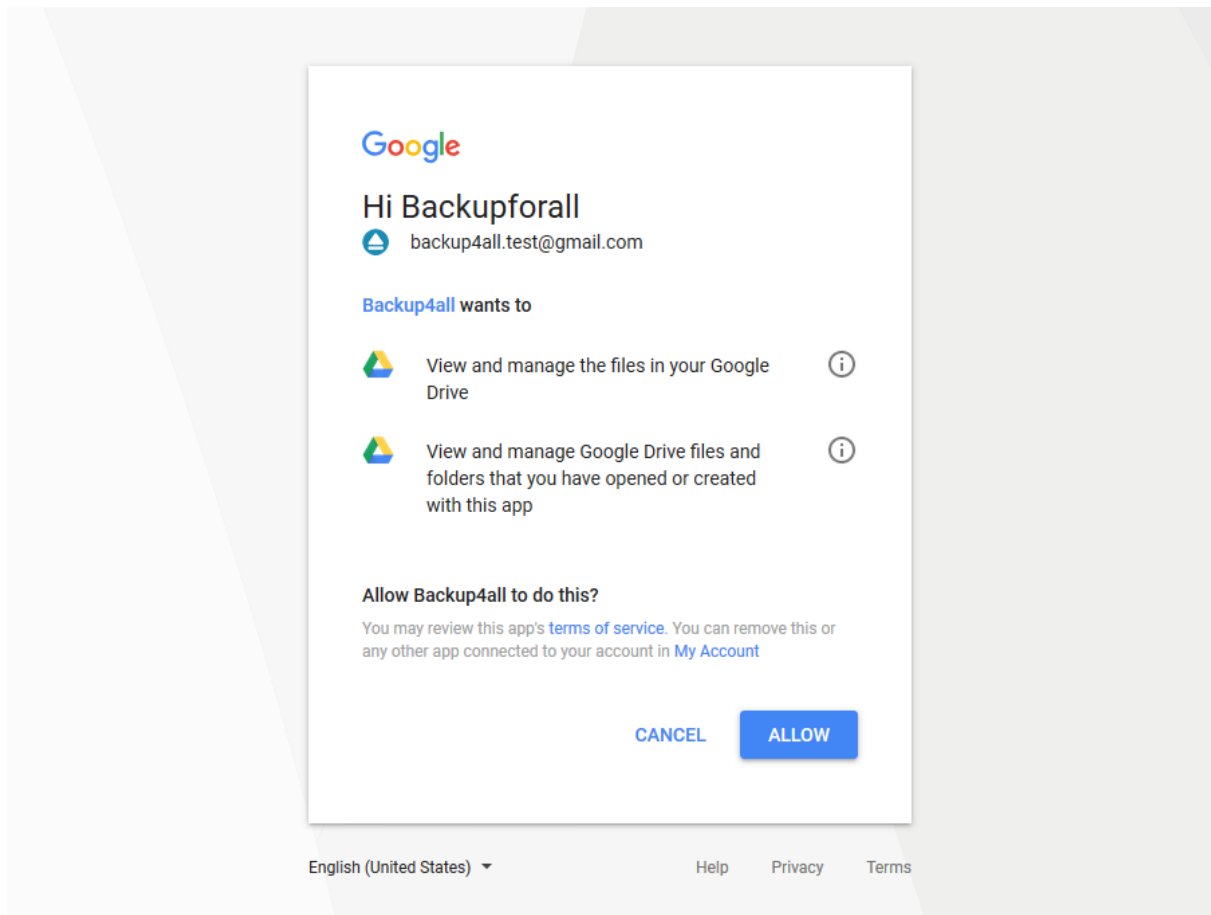 Google
Hi Backupforall
backup4all.test@gmail.com
Backup4all wants to
View and manage the files in your Google
Drive
View and manage Google Drive files and
folders that you have opened or created
with this app
Allow Backup4all to do this?
You may review this app's terms of service. You can remove this or
any other app connected to your account in My Account
CANCEL
ALLOW
English (United States)
Help
Privacy
Terms